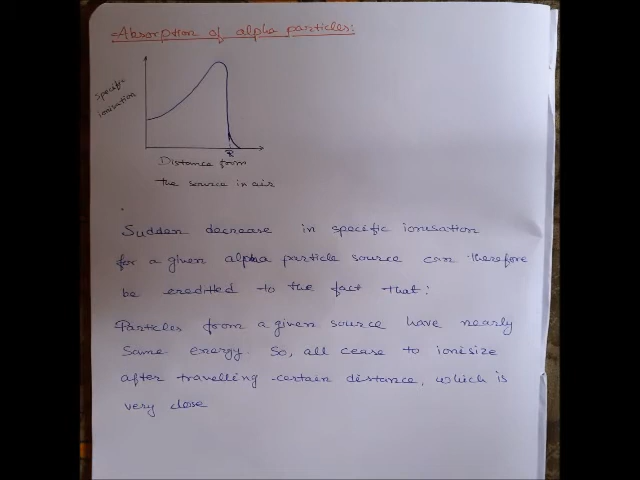 Absorption of alpha particles:
Specific
ionisation
R
Distance from
the source in air
Sudden decrease in specific ionisation
for a given alpha particle source can therefore
be credited to the fact that:
Particles from a given source have nearly
same energy. So, all cease to ionisize
after travelling certain distance, which is
very close